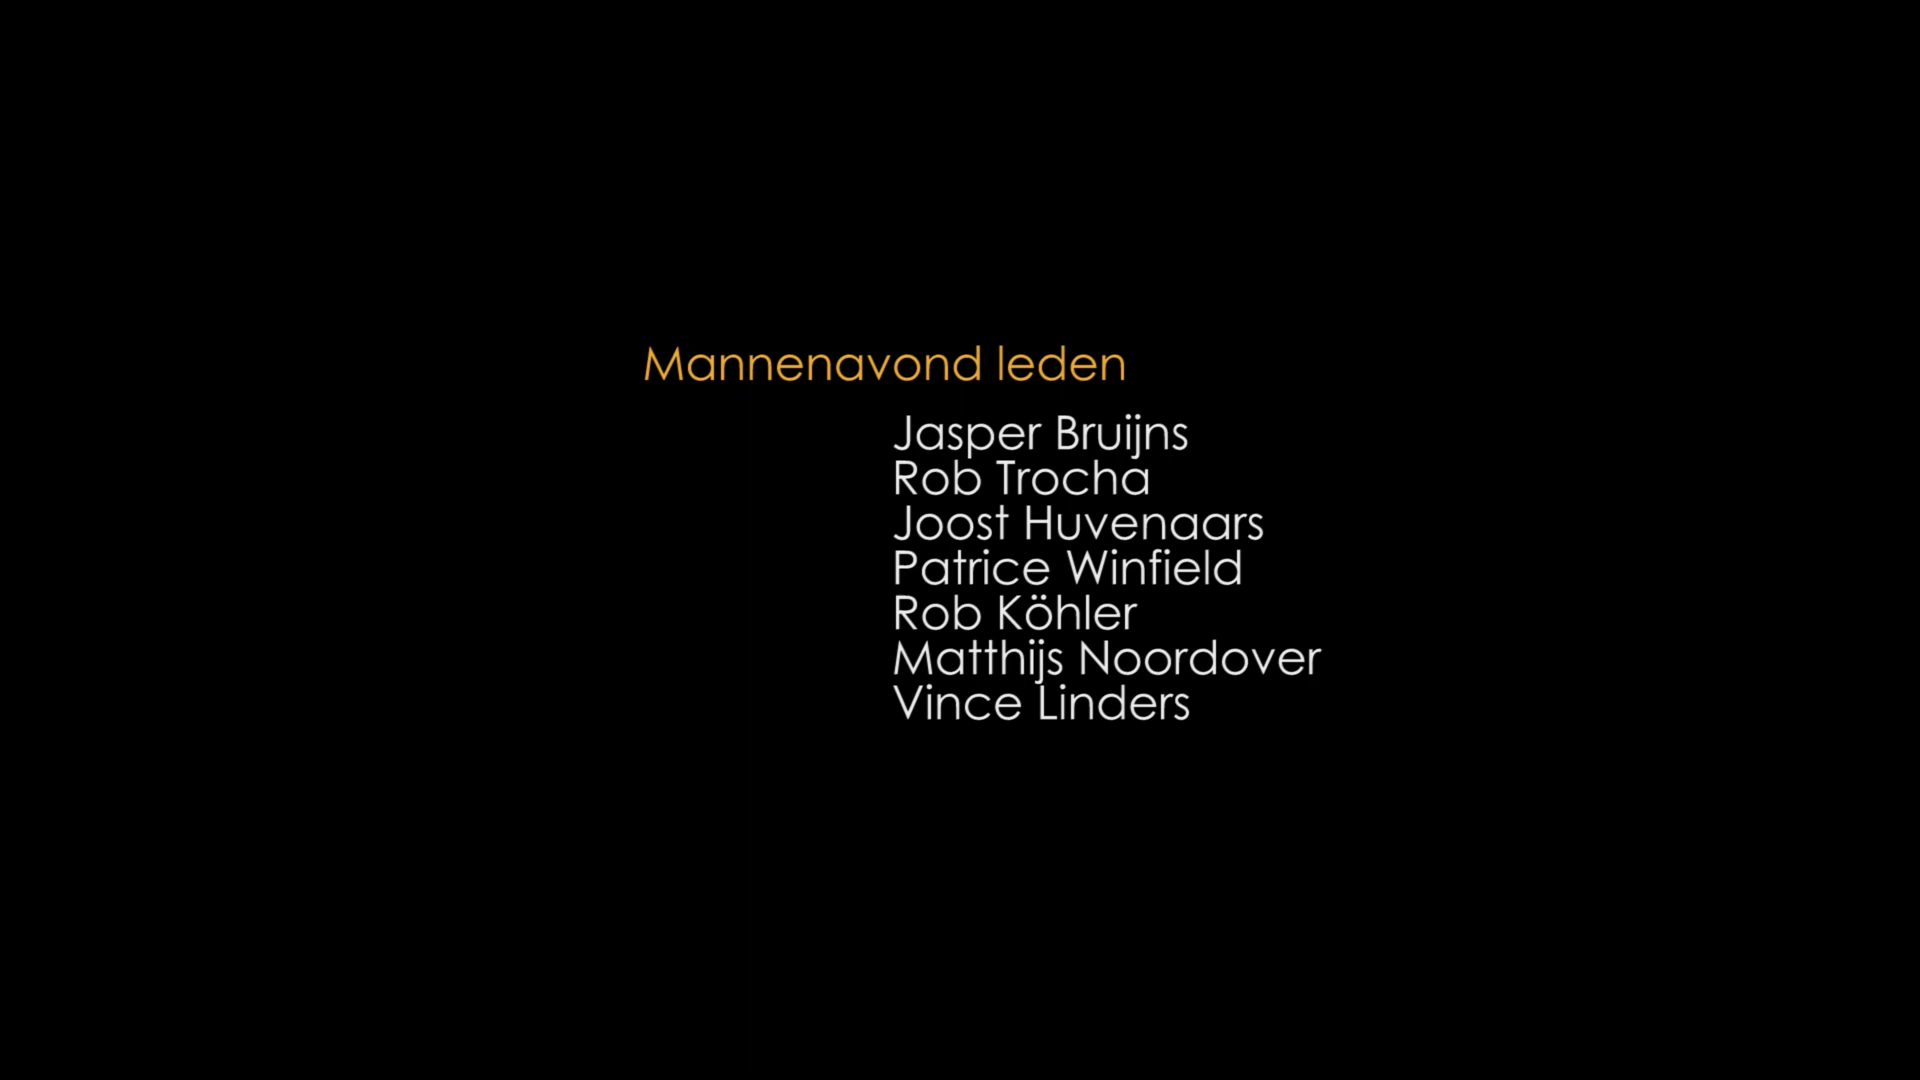 Mannenavond leden
Jasper Bruijns
Rob Trocha
Joost Huvenaars
Patrice Winfield
Rob Köhler
Matthijs Noordover
Vince Linders